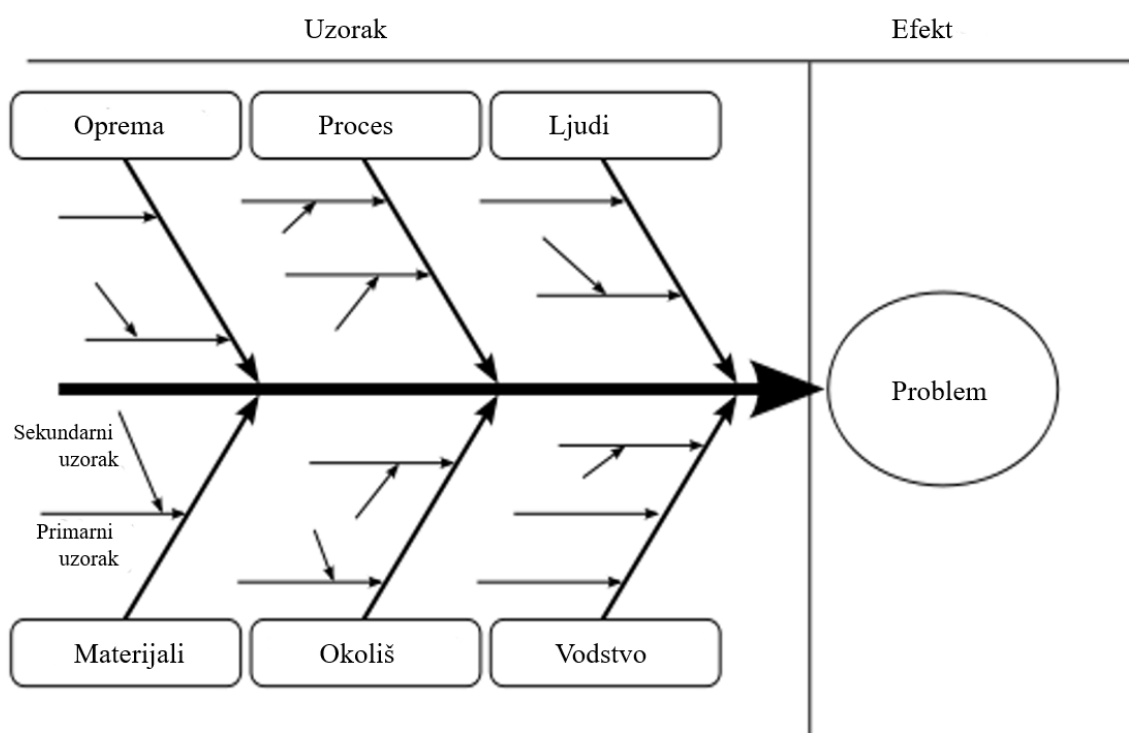 Uzorak
Efekt
Oprema
Proces
Ljudi
Problem
Sekundarni
uzorak
Primarni
uzorak
Materijali
Okoliš
Vodstvo